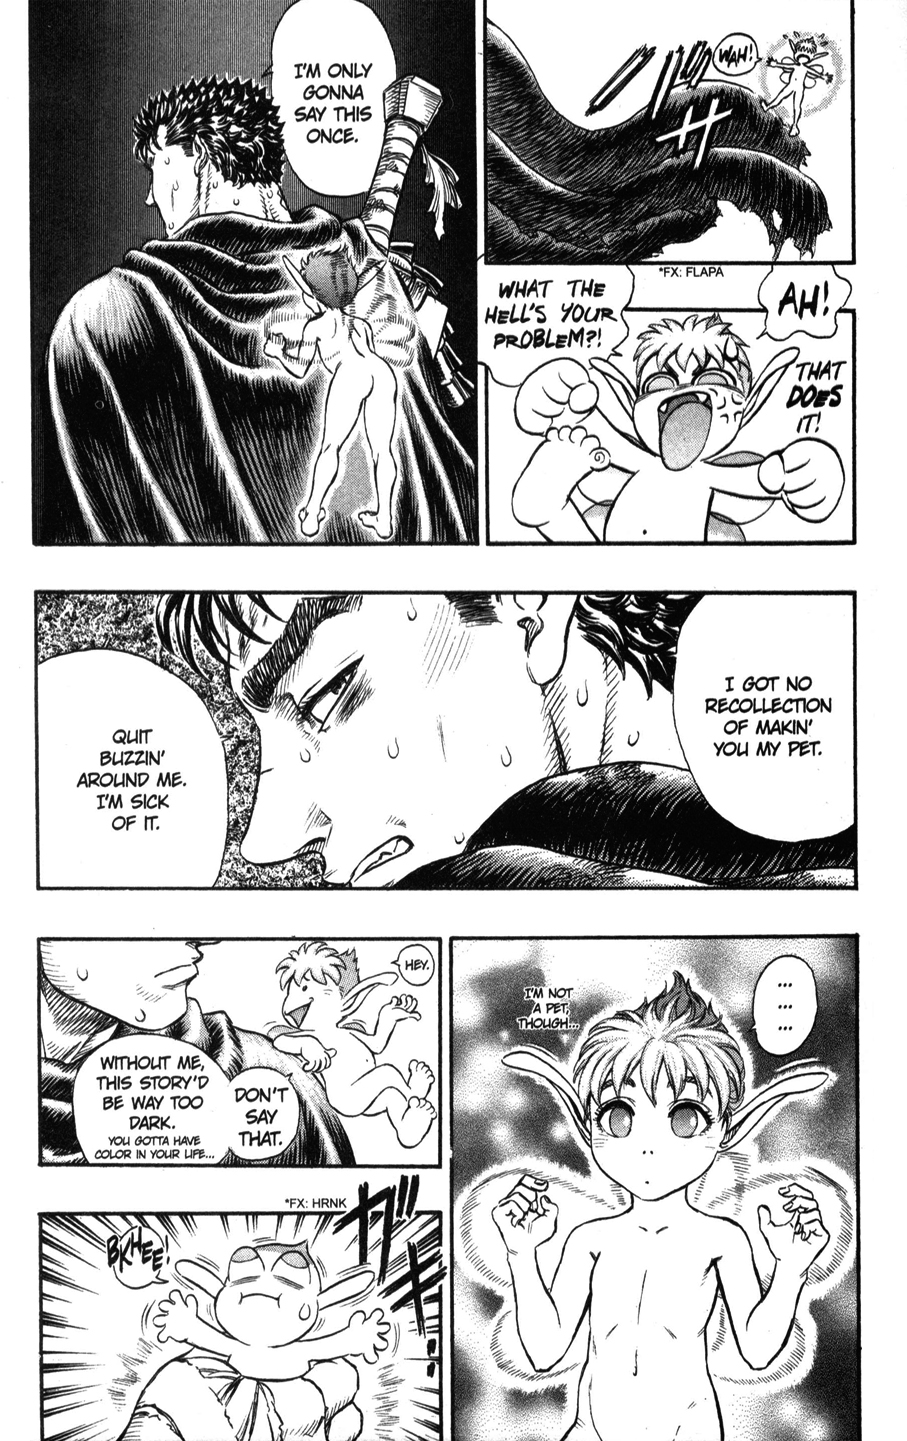 WAH!
フワサ
*FX: FLAPA
I'M ONLY
GONNA
SAY THIS
ONCE.
AH!
THAT
DOES
IT!
WHAT THE
HELL'S YOUR
PROBLEM?!
I GOT NO
RECOLLECTION
OF MAKIN'
YOU MY PET.
QUIT
BUZZIN'
AROUND ME.
I'M SICK
OF IT.
...
...
...
I'M NOT
A PET,
THOUGH...
HEY.
DON'T
SAY
THAT.
WITHOUT ME,
THIS STORY'D
BE WAY TOO
DARK.
YOU GOTTA HAVE
COLOR IN YOUR LIFE...
*FX: HRNK
BKHEE!